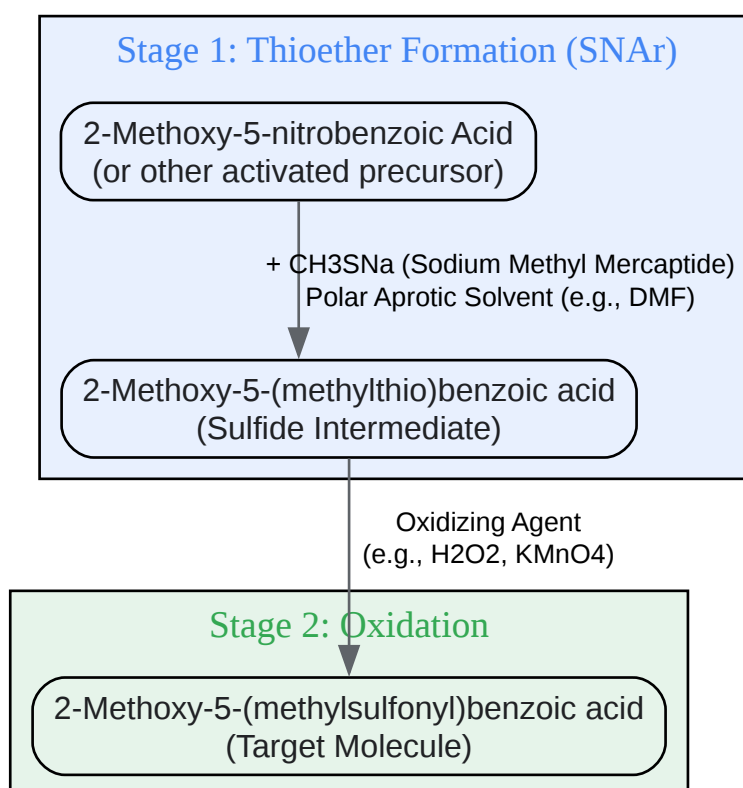 Stage 1: Thioether Formation (SNAr)
2-Methoxy-5-nitrobenzoic Acid
(or other activated precursor)
+ CH3SNa (Sodium Methyl Mercaptide)
Polar Aprotic Solvent (e.g., DMF)
2-Methoxy-5-(methylthio)benzoic acid
(Sulfide Intermediate)
Oxidizing Agent
(e.g., H2O2, KMnO4)
Stage 2: Oxidation
2-Methoxy-5-(methylsulfonyl)benzoic acid
(Target Molecule)